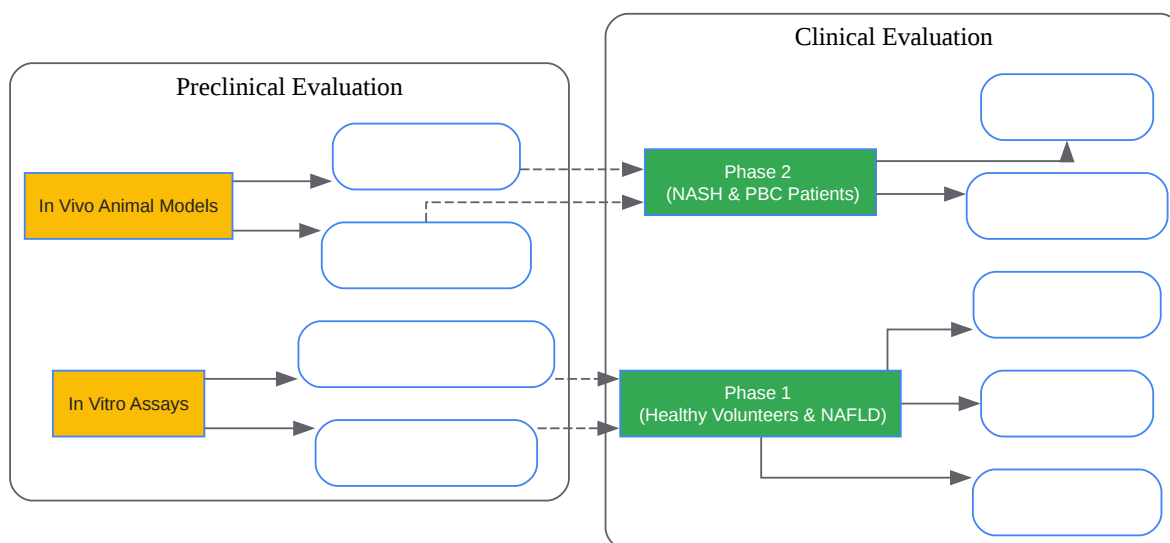 Clinical Evaluation
Preclinical Evaluation
Phase 2
(NASH & PBC Patients)
In Vivo Animal Models
Phase 1
(Healthy Volunteers & NAFLD)
In Vitro Assays